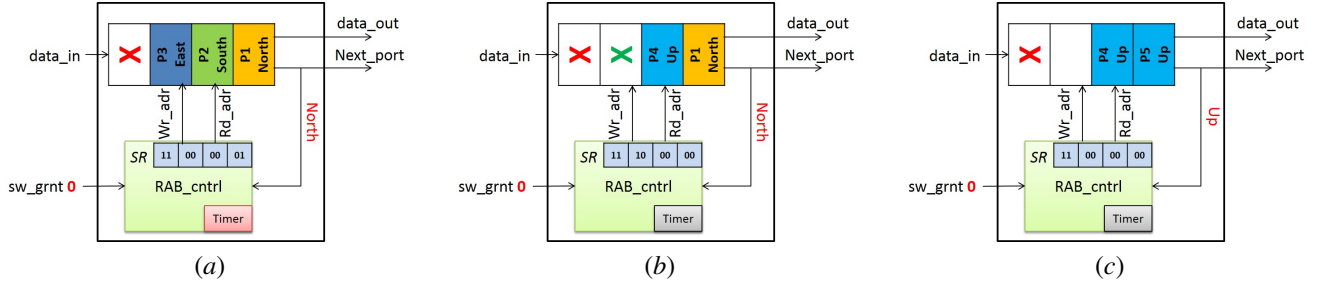 data_in
X
P3 East
P2 South
P1 North
data_out
Next_port
Wr_adr
Rd_adr
North
SR
11 00 00 01
sw_grnt 0
RAB_cntrl
Timer
(a)
data_in
X
X
P4 Up
P1 North
data_out
Next_port
Wr_adr
Rd_adr
North
SR
11 10 00 00
sw_grnt 0
RAB_cntrl
Timer
(b)
data_in
X
P4 Up
P5 Up
data_out
Next_port
Wr_adr
Rd_adr
Up
SR
11 00 00 00
sw_grnt 0
RAB_cntrl
Timer
(c)